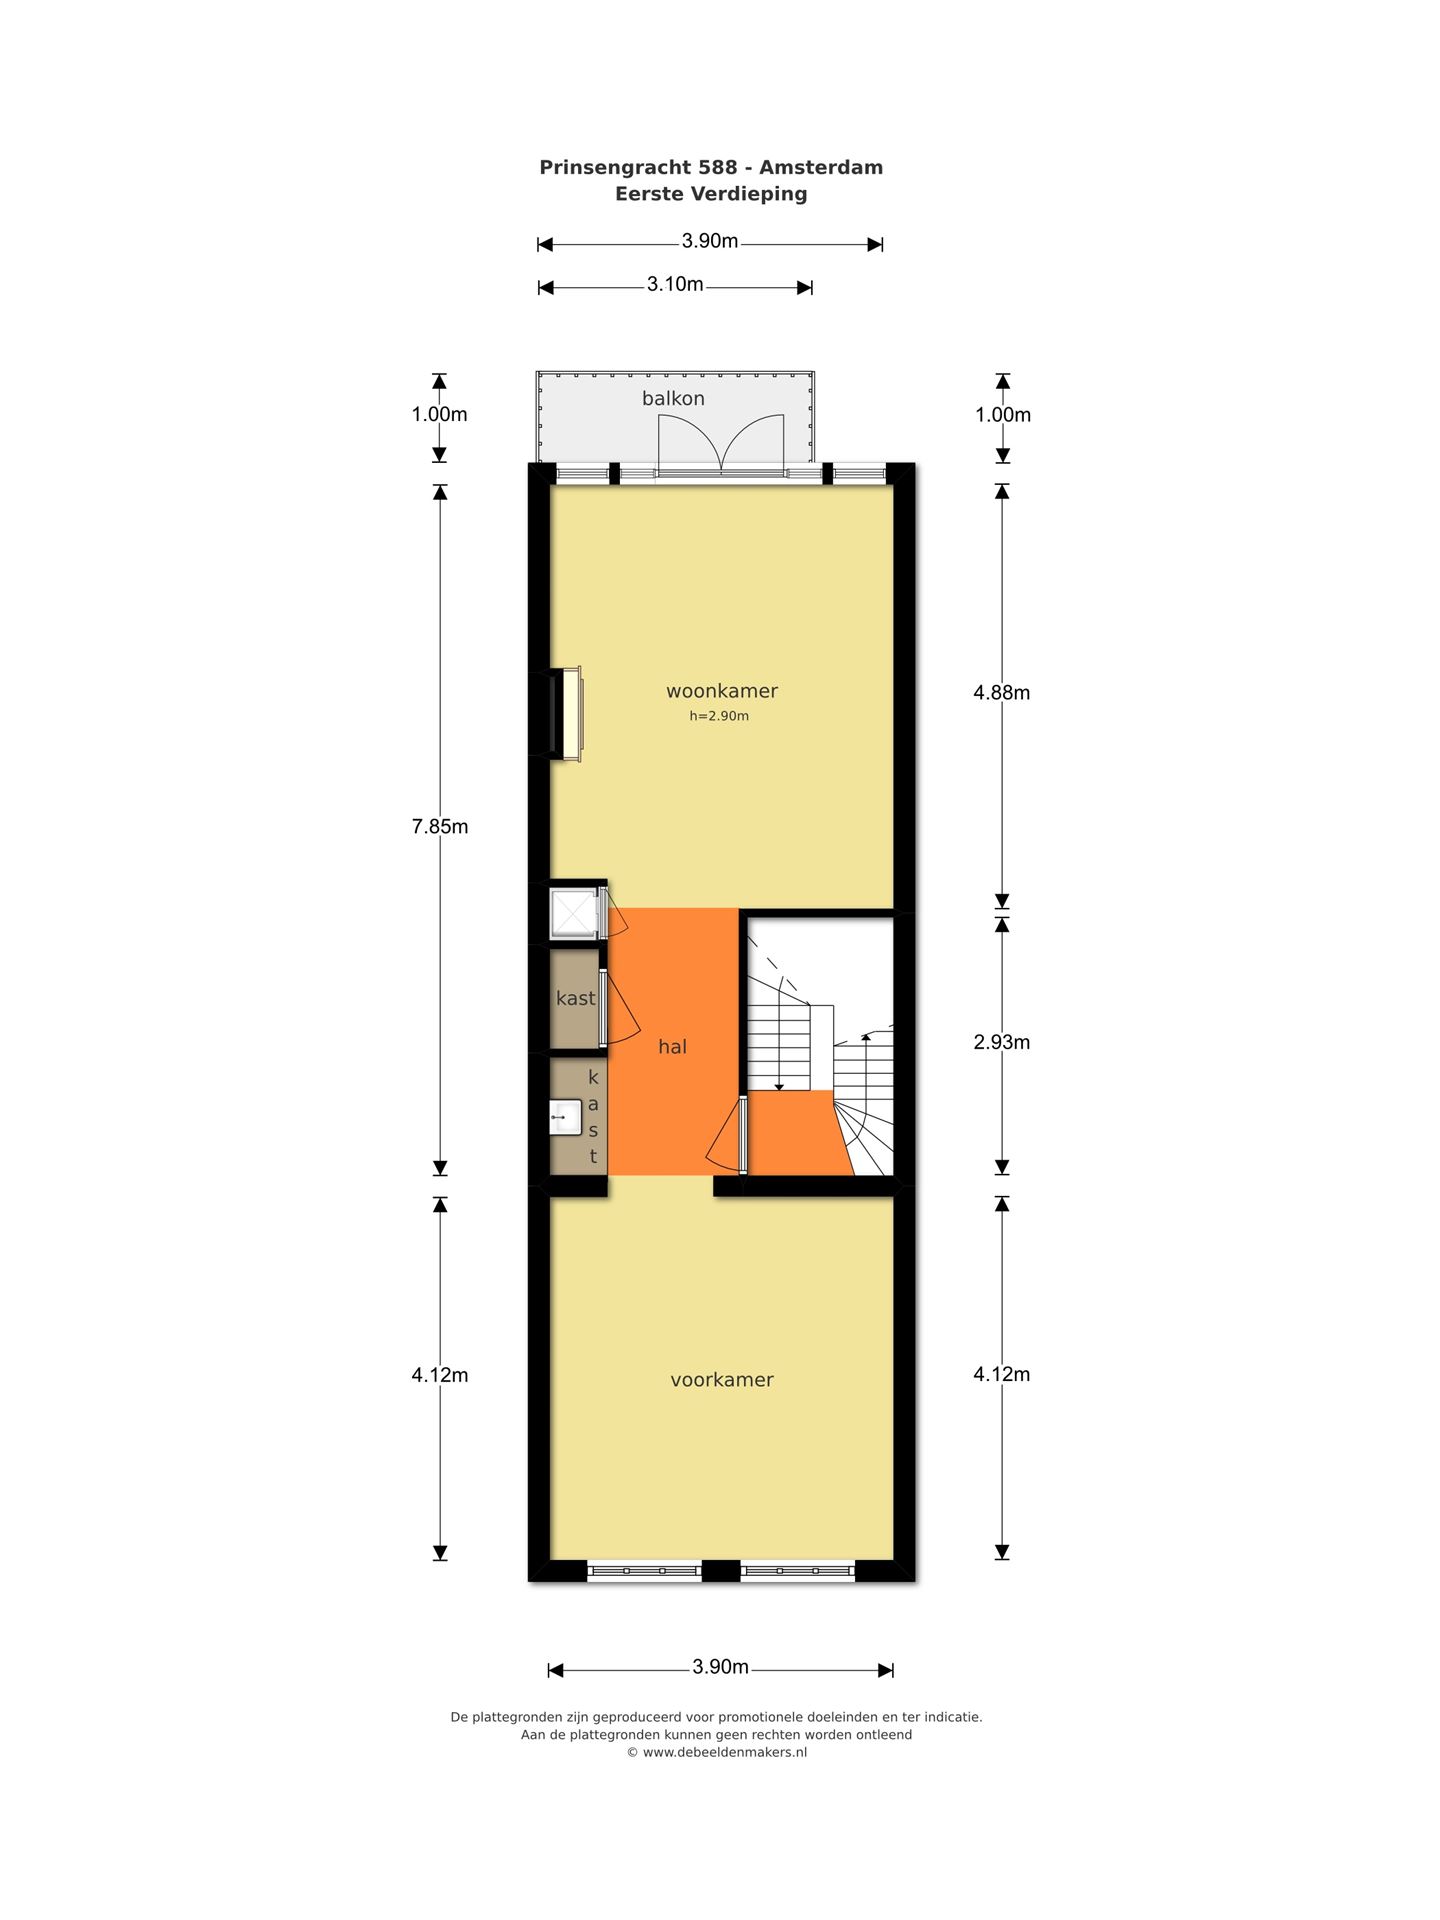 Prinsengracht 588 - Amsterdam
Eerste Verdieping
3.90m
3.10m
balkon
1.00m
1.00m
woonkamer
h=2.90m
4.88m
7.85m
kast
hal
2.93m
k
a
s
t
voorkamer
4.12m
4.12m
3.90m
De plattegronden zijn geproduceerd voor promotionele doeleinden en ter indicatie.
Aan de plattegronden kunnen geen rechten worden ontleend
© www.debeeldenmakers.nl